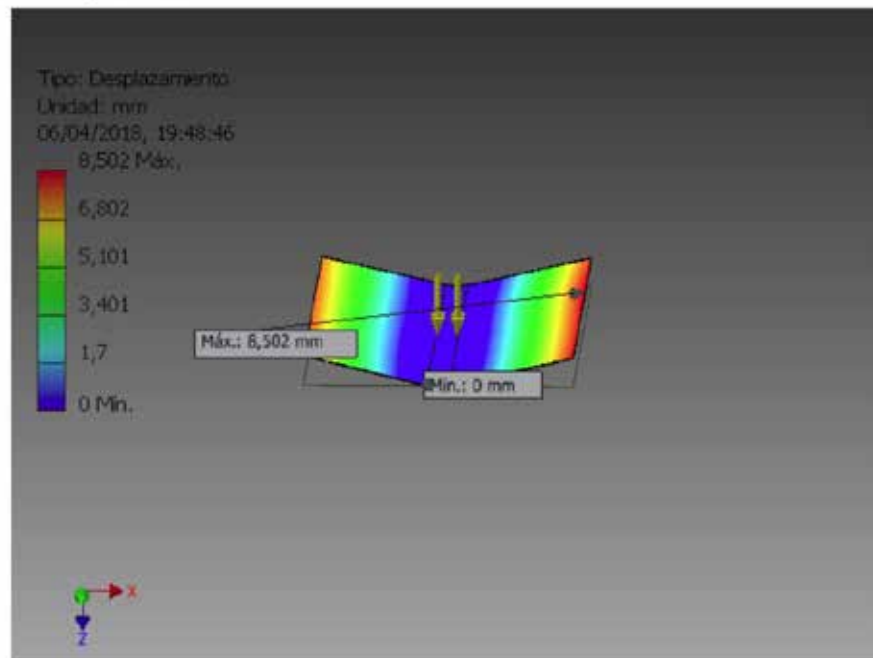 Tipo: Desplazamiento
Unidad: mm
06/04/2018, 19:48:46
8,502 Máx.
6,802
5,101
3,401
1,7
0 Mín.
Máx.: 8,502 mm
Mín.: 0 mm
X
Z